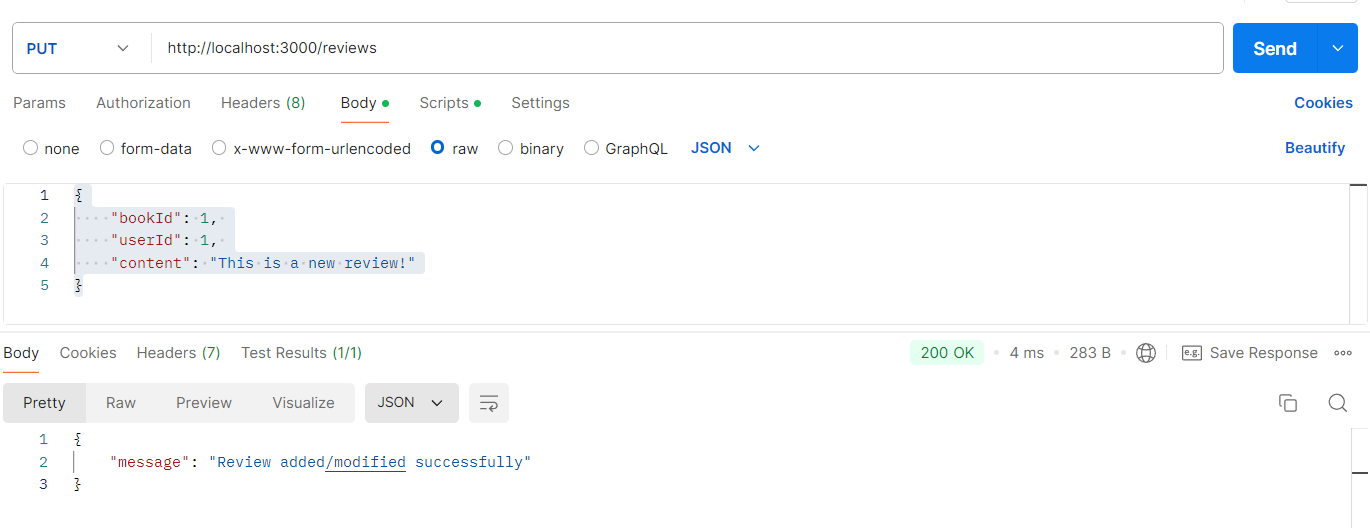 PUT http://localhost:3000/reviews Send
Params Authorization Headers (8) Body Scripts Settings Cookies
none form-data x-www-form-urlencoded raw binary GraphQL JSON Beautify
1 {
2 "bookId": 1,
3 "userId": 1,
4 "content": "This is a new review!"
5 }
Body Cookies Headers (7) Test Results (1/1) 200 OK 4 ms 283 B e.g. Save Response
Pretty Raw Preview Visualize JSON
1 {
2 "message": "Review added/modified successfully"
3 }